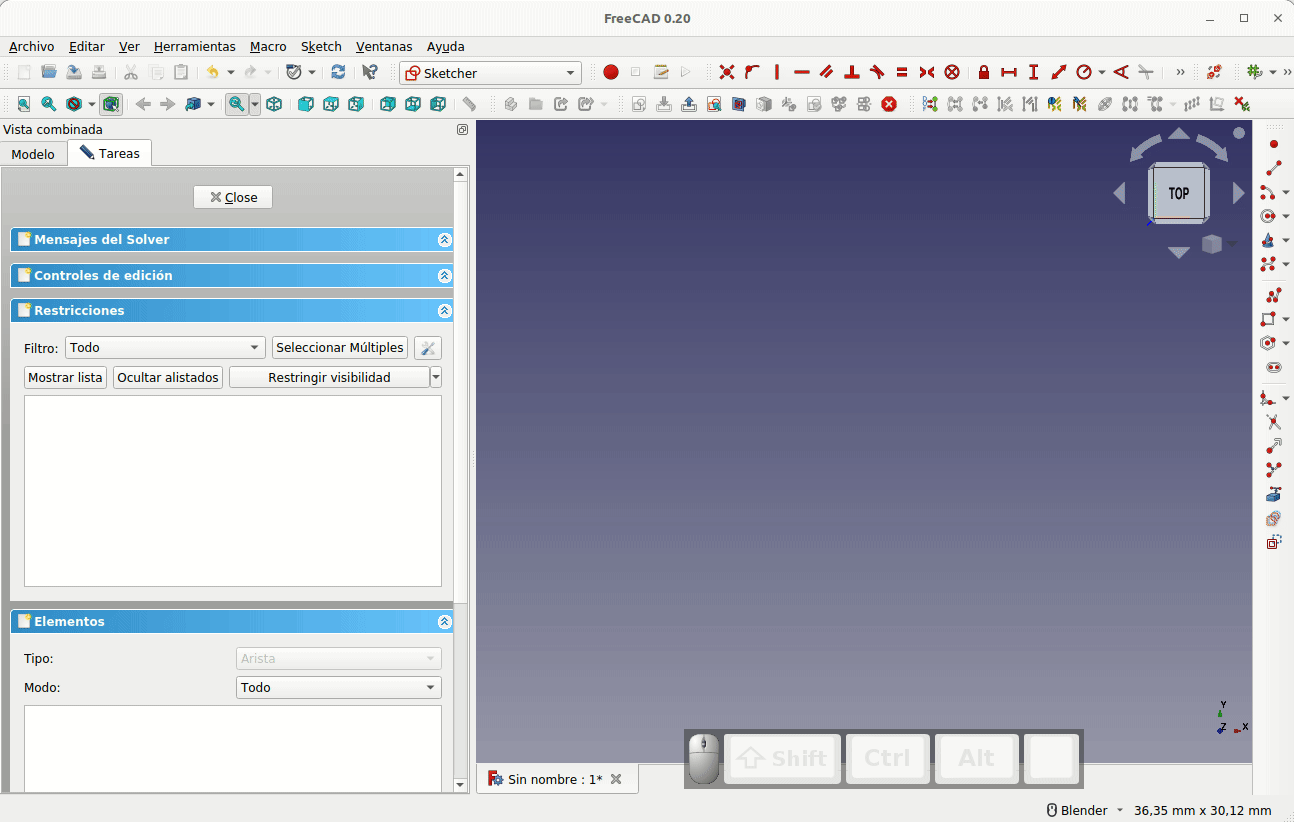 FreeCAD 0.20
Archivo Editar Ver Herramientas Macro Sketch Ventanas Ayuda
Sketcher
Vista combinada
Modelo Tareas
Close
Mensajes del Solver
Controles de edición
Restricciones
Filtro: Todo Seleccionar Múltiples
Mostrar lista Ocultar alistados Restringir visibilidad
Elementos
Tipo: Arista
Modo: Todo
TOP
Y
Z X
Shift Ctrl Alt
Sin nombre : 1*
Blender 36,35 mm x 30,12 mm